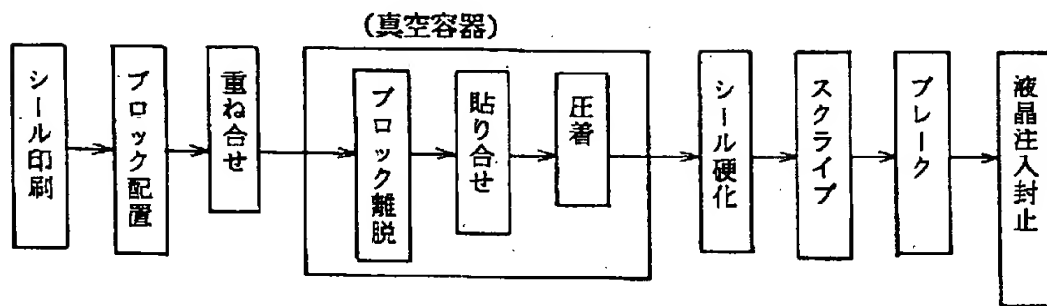 (真空容器)
シール印刷
ブロック配置
重ね合せ
ブロック離脱
貼り合せ
圧着
シール硬化
スクライブ
ブレーク
液晶注入封止